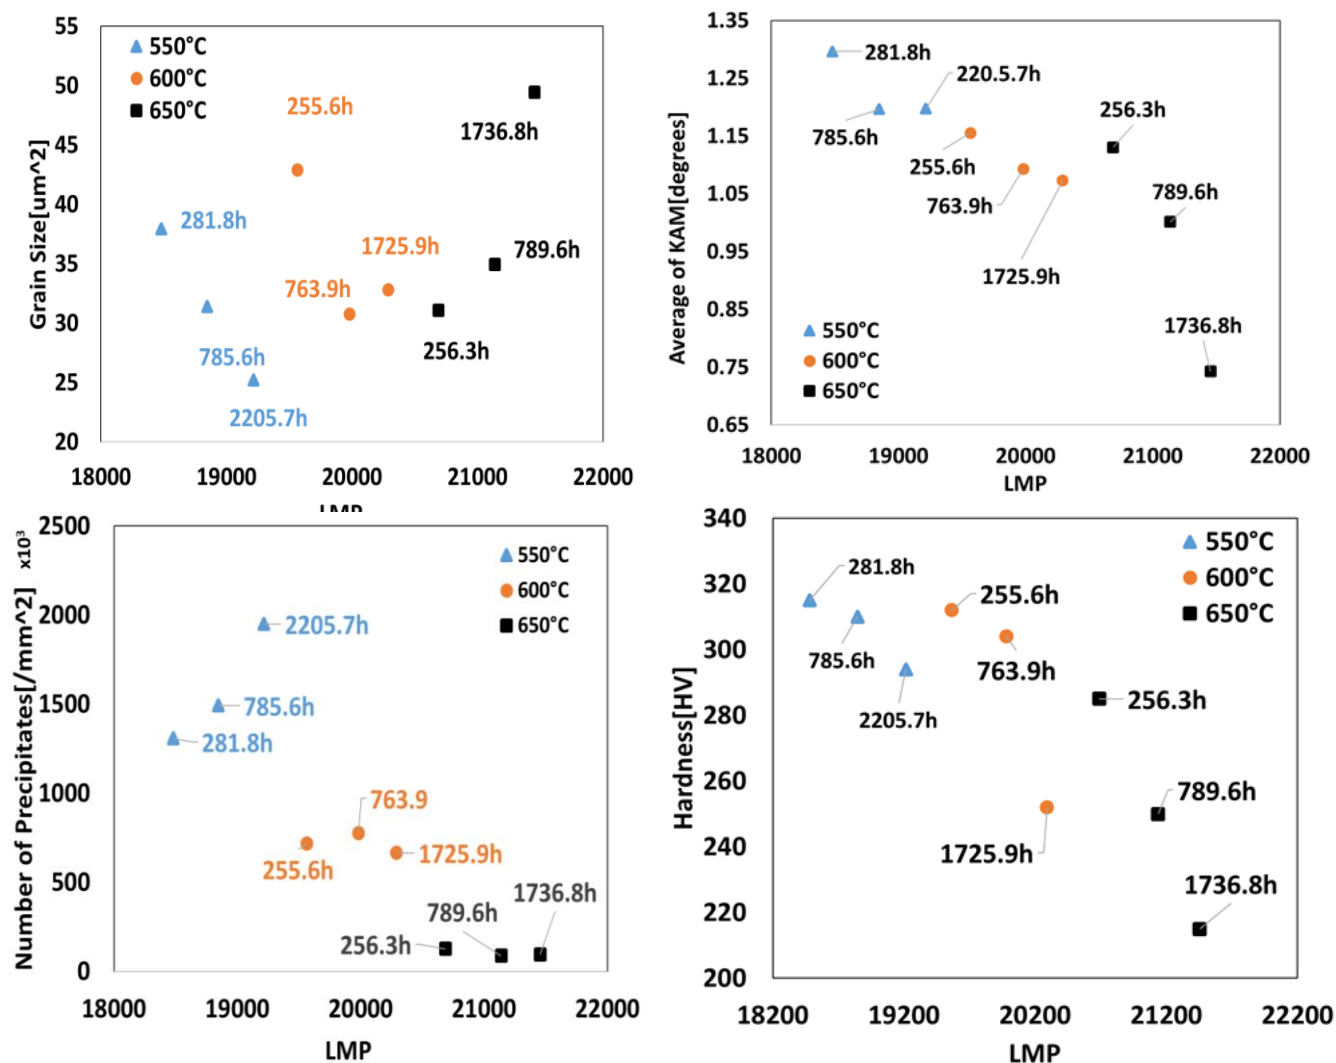 Grain Size[um^2]
55
50
45
40
35
30
25
20
550°C
600°C
650°C
255.6h
1736.8h
281.8h
1725.9h
789.6h
763.9h
785.6h
256.3h
2205.7h
18000 19000 20000 21000 22000
LMP
Average of KAM[degrees]
1.35
1.25
1.15
1.05
0.95
0.85
0.75
0.65
281.8h
220.5.7h
785.6h
256.3h
255.6h
763.9h
789.6h
1725.9h
1736.8h
550°C
600°C
650°C
18000 19000 20000 21000 22000
LMP
Number of Precipitates[/mm^2] x10³
2500
2000
1500
1000
500
0
550°C
600°C
650°C
2205.7h
785.6h
281.8h
763.9
255.6h
1725.9h
1736.8h
789.6h
256.3h
18000 19000 20000 21000 22000
LMP
Hardness[HV]
340
320
300
280
260
240
220
200
550°C
600°C
650°C
281.8h
255.6h
785.6h
763.9h
2205.7h
256.3h
789.6h
1725.9h
1736.8h
18200 19200 20200 21200 22200
LMP